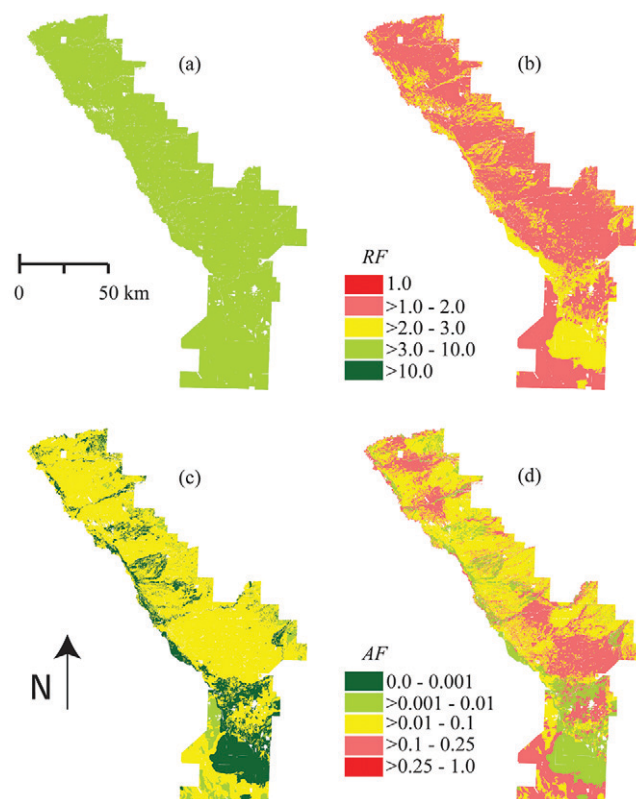 (a)
(b)
0
50 km
RF
1.0
>1.0 - 2.0
>2.0 - 3.0
>3.0 - 10.0
>10.0
(c)
(d)
N
AF
0.0 - 0.001
>0.001 - 0.01
>0.01 - 0.1
>0.1 - 0.25
>0.25 - 1.0